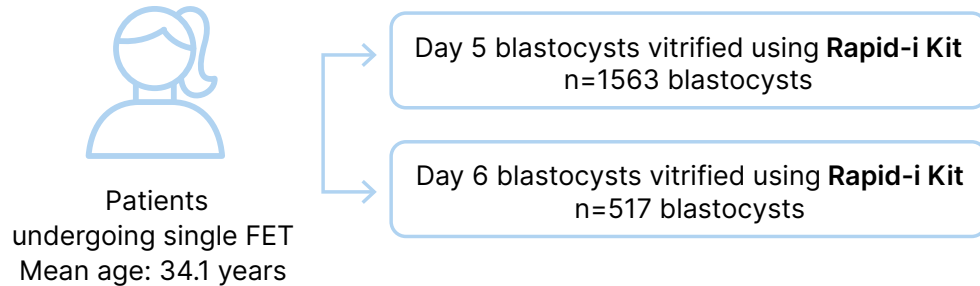 Day 5 blastocysts vitrified using Rapid-i Kit
n=1563 blastocysts
Day 6 blastocysts vitrified using Rapid-i Kit
n=517 blastocysts
Patients
undergoing single FET
Mean age: 34.1 years